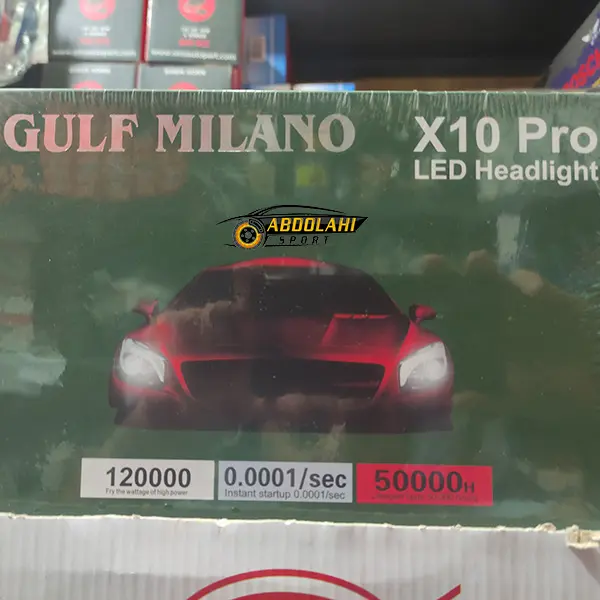 GULF MILANO
X10 Pro
LED Headlight
ABDOLAHI
SPORT
120000
Try the wattage of high power
0.0001/sec
Instant startup 0.0001/sec
50000H